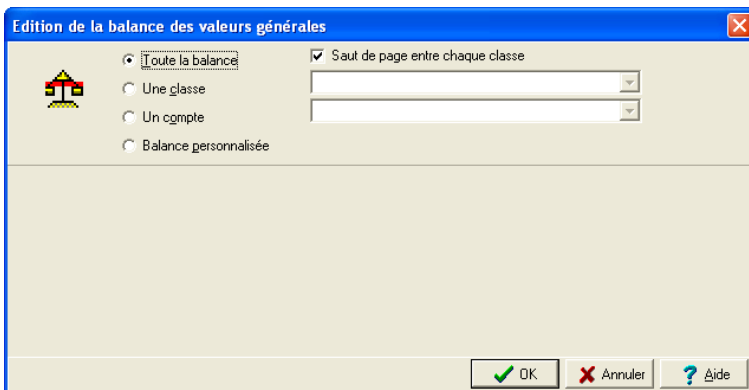 Edition de la balance des valeurs générales
Toute la balance
Saut de page entre chaque classe
Une classe
Un compte
Balance personnalisée
OK
Annuler
Aide